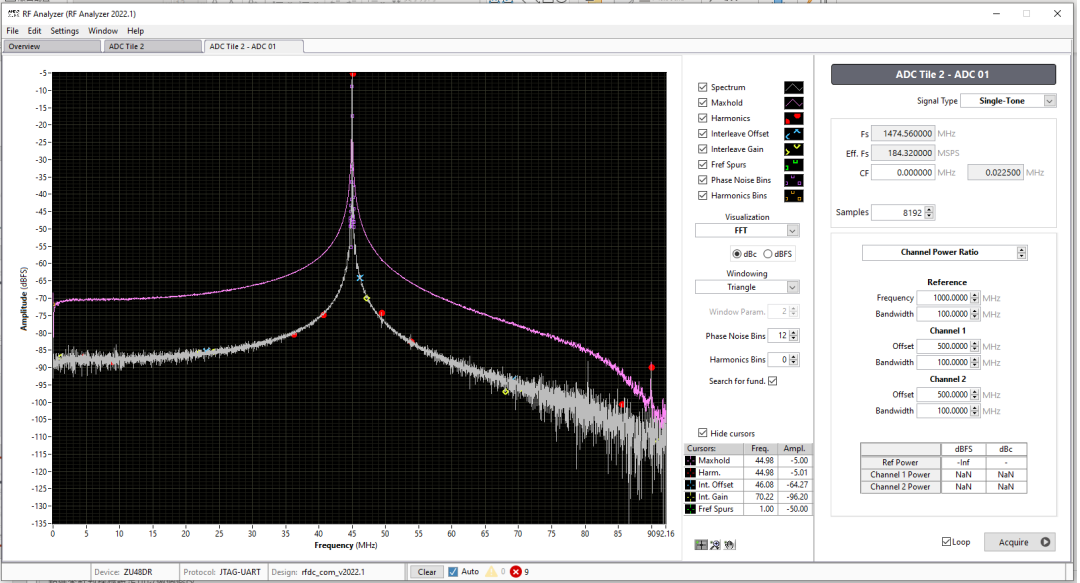 RF Analyzer (RF Analyzer 2022.1)
File Edit Settings Window Help
Overview ADC Tile 2 ADC Tile 2 - ADC 01
Amplitude (dBFS)
-5
-10
-15
-20
-25
-30
-35
-40
-45
-50
-55
-60
-65
-70
-75
-80
-85
-90
-95
-100
-105
-110
-115
-120
-125
-130
-135
0 5 10 15 20 25 30 35 40 45 50 55 60 65 70 75 80 85 90 92.16
Frequency (MHz)
Spectrum
Maxhold
Harmonics
Interleave Offset
Interleave Gain
Fref Spurs
Phase Noise Bins
Harmonics Bins
Visualization
FFT
dBc dBFS
Windowing
Triangle
Window Param. 2
Phase Noise Bins 12
Harmonics Bins 0
Search for fund.
Hide cursors
Cursors: Freq. Ampl.
Maxhold 44.98 -5.00
Harm. 44.98 -5.01
Int. Offset 46.08 -64.27
Int. Gain 70.22 -96.20
Fref Spurs 1.00 -50.00
ADC Tile 2 - ADC 01
Signal Type Single-Tone
Fs 1474.560000 MHz
Eff. Fs 184.320000 MSPS
CF 0.000000 MHz 0.022500 MHz
Samples 8192
Channel Power Ratio
Reference
Frequency 1000.0000 MHz
Bandwidth 100.0000 MHz
Channel 1
Offset 500.0000 MHz
Bandwidth 100.0000 MHz
Channel 2
Offset 500.0000 MHz
Bandwidth 100.0000 MHz
dBFS dBc
Ref Power -Inf -
Channel 1 Power NaN NaN
Channel 2 Power NaN NaN
Loop Acquire
Device: ZU48DR Protocol: JTAG-UART Design: rfdc_com_v2022.1 Clear Auto 0 9